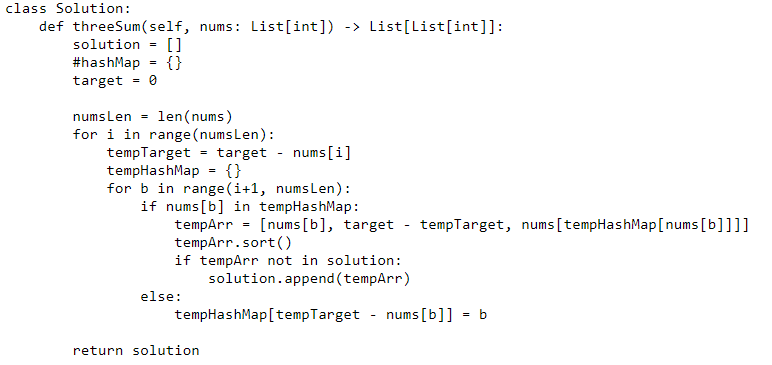 class Solution:
    def threeSum(self, nums: List[int]) -> List[List[int]]:
        solution = []
        #hashMap = {}
        target = 0

        numsLen = len(nums)
        for i in range(numsLen):
            tempTarget = target - nums[i]
            tempHashMap = {}
            for b in range(i+1, numsLen):
                if nums[b] in tempHashMap:
                    tempArr = [nums[b], target - tempTarget, nums[tempHashMap[nums[b]]]]
                    tempArr.sort()
                    if tempArr not in solution:
                        solution.append(tempArr)
                else:
                    tempHashMap[tempTarget - nums[b]] = b

        return solution